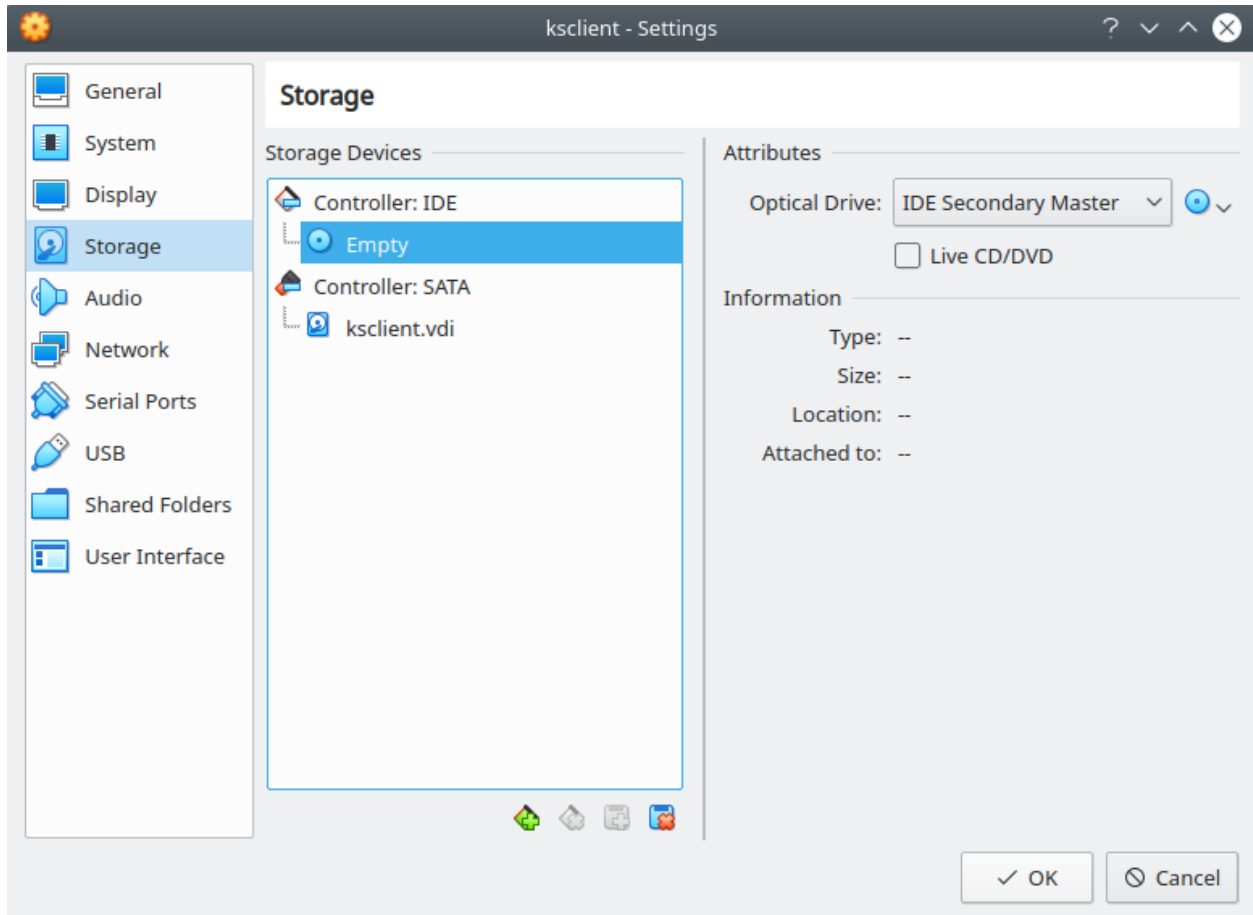 ksclient - Settings
General
System
Display
Storage
Audio
Network
Serial Ports
USB
Shared Folders
User Interface
Storage
Storage Devices
Controller: IDE
Empty
Controller: SATA
ksclient.vdi
Attributes
Optical Drive: IDE Secondary Master
Live CD/DVD
Information
Type: --
Size: --
Location: --
Attached to: --
OK
Cancel